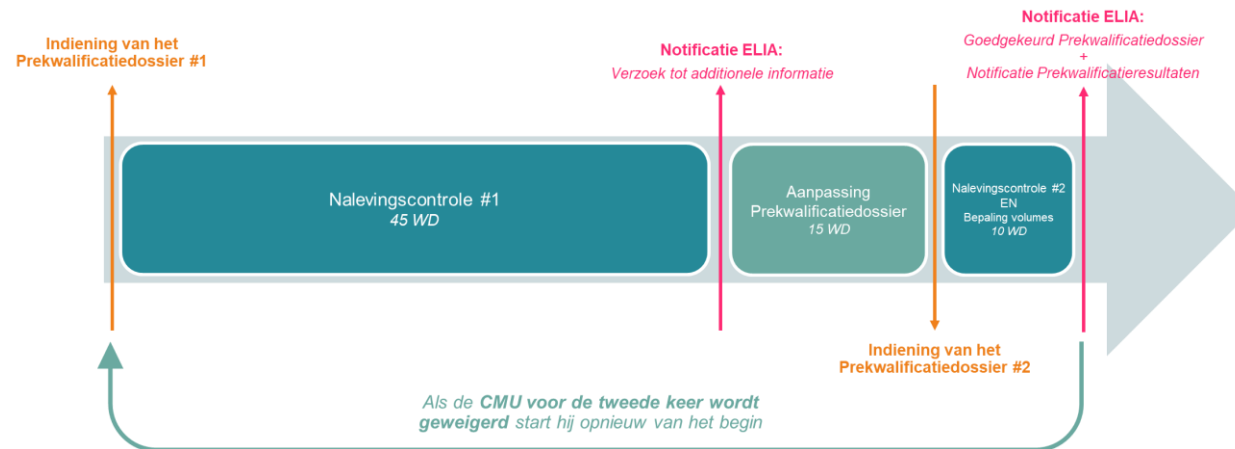 Indiening van het
Prekwalificatiedossier #1
Notificatie ELIA:
Verzoek tot additionele informatie
Notificatie ELIA:
Goedgekeurd Prekwalificatiedossier
+
Notificatie Prekwalificatieresultaten
Nalevingscontrole #1
45 WD
Aanpassing
Prekwalificatiedossier
15 WD
Nalevingscontrole #2
EN
Bepaling volumes
10 WD
Indiening van het
Prekwalificatiedossier #2
Als de CMU voor de tweede keer wordt
geweigerd start hij opnieuw van het begin